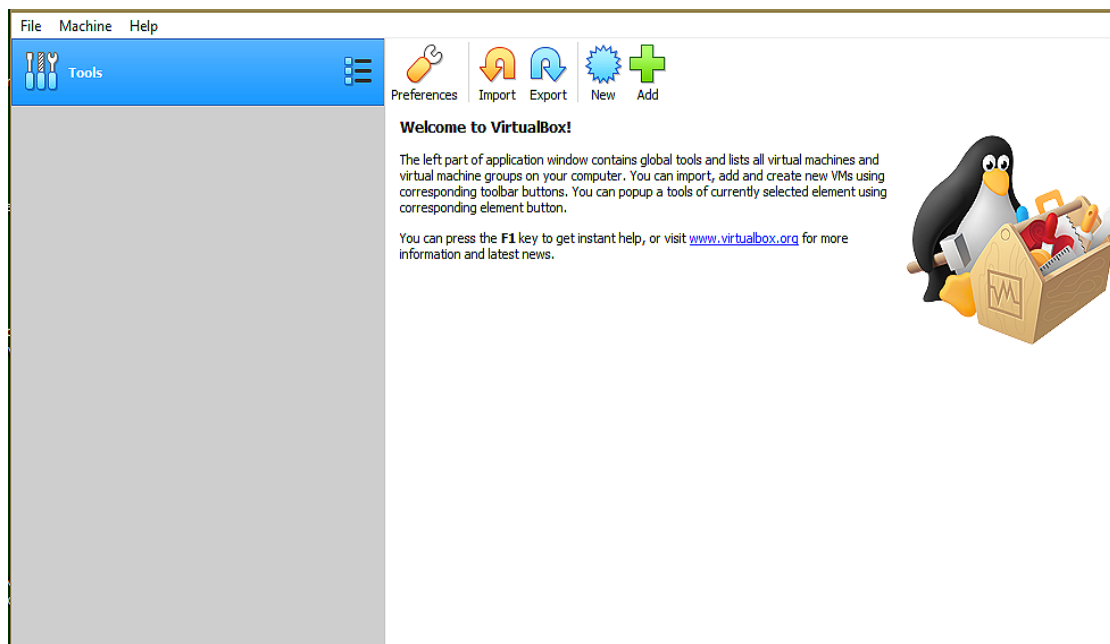 File Machine Help
Tools
Preferences Import Export New Add
Welcome to VirtualBox!
The left part of application window contains global tools and lists all virtual machines and
virtual machine groups on your computer. You can import, add and create new VMs using
corresponding toolbar buttons. You can popup a tools of currently selected element using
corresponding element button.
You can press the F1 key to get instant help, or visit www.virtualbox.org for more
information and latest news.